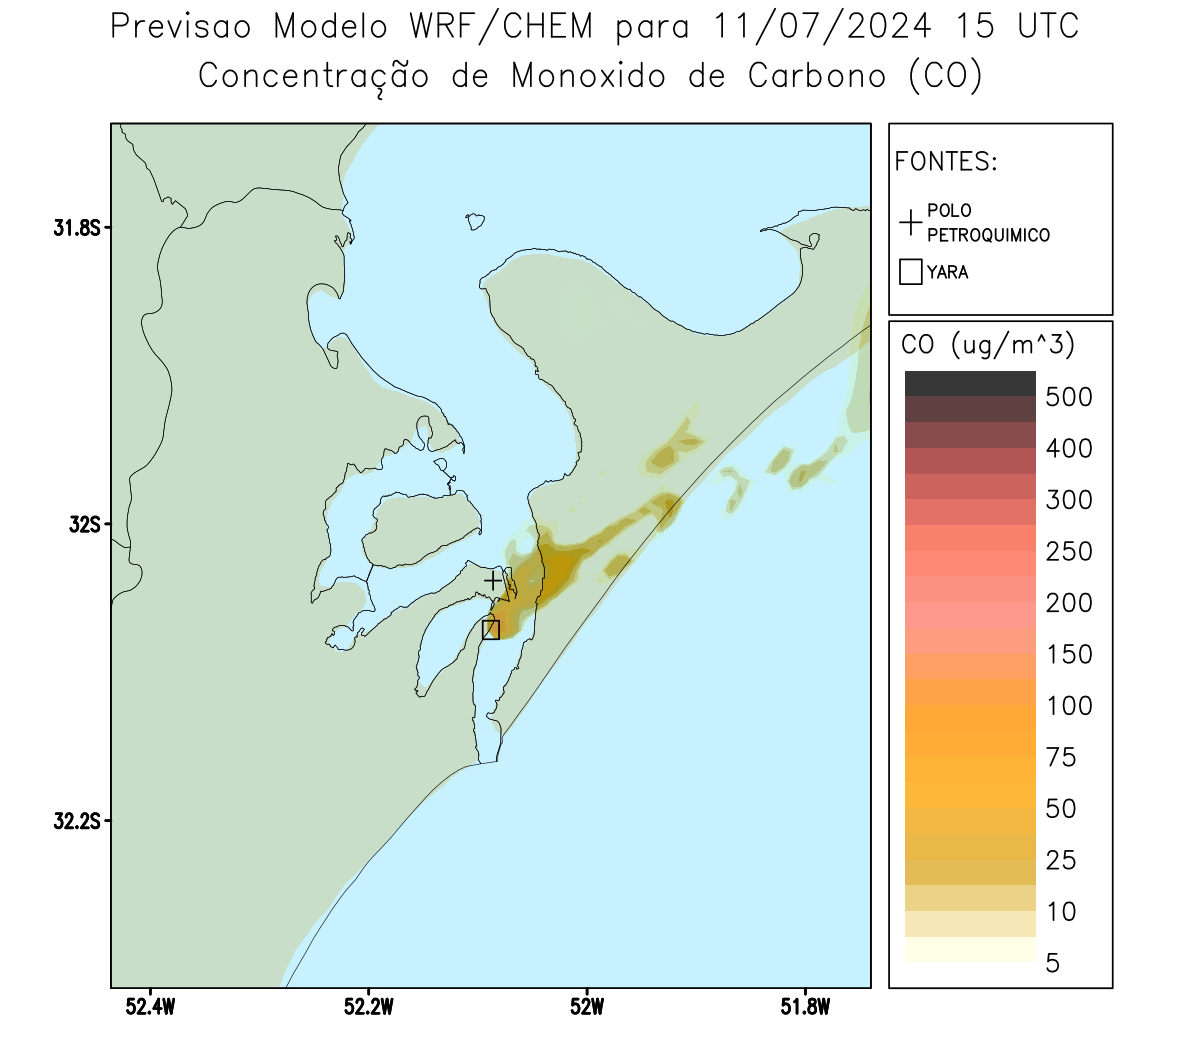 Previsao Modelo WRF/CHEM para 11/07/2024 15 UTC
Concentração de Monoxido de Carbono (CO)
FONTES:
POLO
PETROQUIMICO
YARA
CO (ug/m^3)
500
400
300
250
200
150
100
75
50
25
10
5
31.8S
32S
32.2S
52.4W
52.2W
52W
51.8W